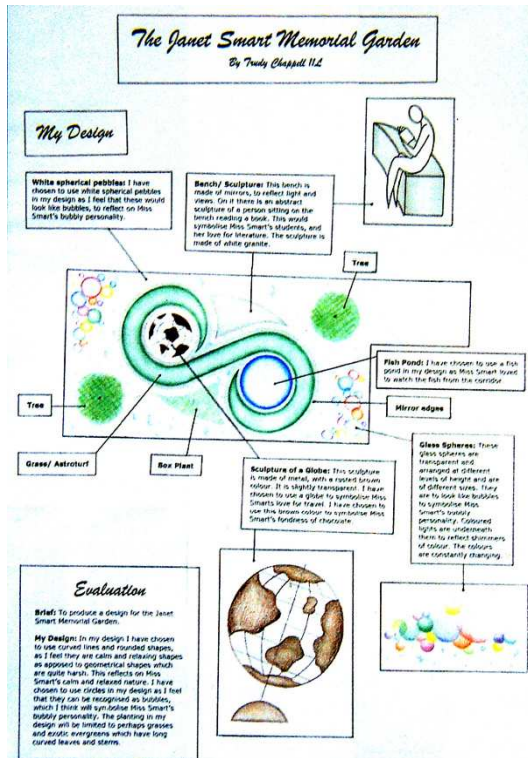 The Janet Smart Memorial Garden
By Trudy Chappell 11L
My Design
White spherical pebbles: I have
chosen to use white spherical pebbles
in my design as I feel that these would
look like bubbles, to reflect on Miss
Smart's bubbly personality.
Bench/ Sculpture: This bench is
made of mirrors, to reflect light and
views. On it there is an abstract
sculpture of a person sitting on the
bench reading a book. This would
symbolise Miss Smart's students, and
her love for literature. The sculpture is
made of white granite.
Tree
Fish Pond: I have chosen to use a fish
pond in my design as Miss Smart loved
to watch the fish from the corridor.
Tree
Mirror edges
Grass/ Astroturf
Box Plant
Sculpture of a Globe: This sculpture
is made of metal, with a rusted brown
colour. It is slightly transparent. I have
chosen to use a globe to symbolise Miss
Smarts love for travel. I have chosen to
use this brown colour to symbolise Miss
Smart's fondness of chocolate.
Glass Spheres: These
glass spheres are
transparent and
arranged at different
levels of height and are
of different sizes. They
are to look like bubbles
to symbolise Miss
Smart's bubbly
personality. Coloured
lights are underneath
them to reflect shimmers
of colour. The colours
are constantly changing.
Evaluation
Brief: To produce a design for the Janet
Smart Memorial Garden.
My Design: In my design I have chosen
to use curved lines and rounded shapes,
as I feel they are calm and relaxing shapes
as apposed to geometrical shapes which
are quite harsh. This reflects on Miss
Smart's calm and relaxed nature. I have
chosen to use circles in my design as I feel
that they can be recognised as bubbles,
which I think will symbolise Miss Smart's
bubbly personality. The planting in my
design will be limited to perhaps grasses
and exotic evergreens which have long
curved leaves and stems.